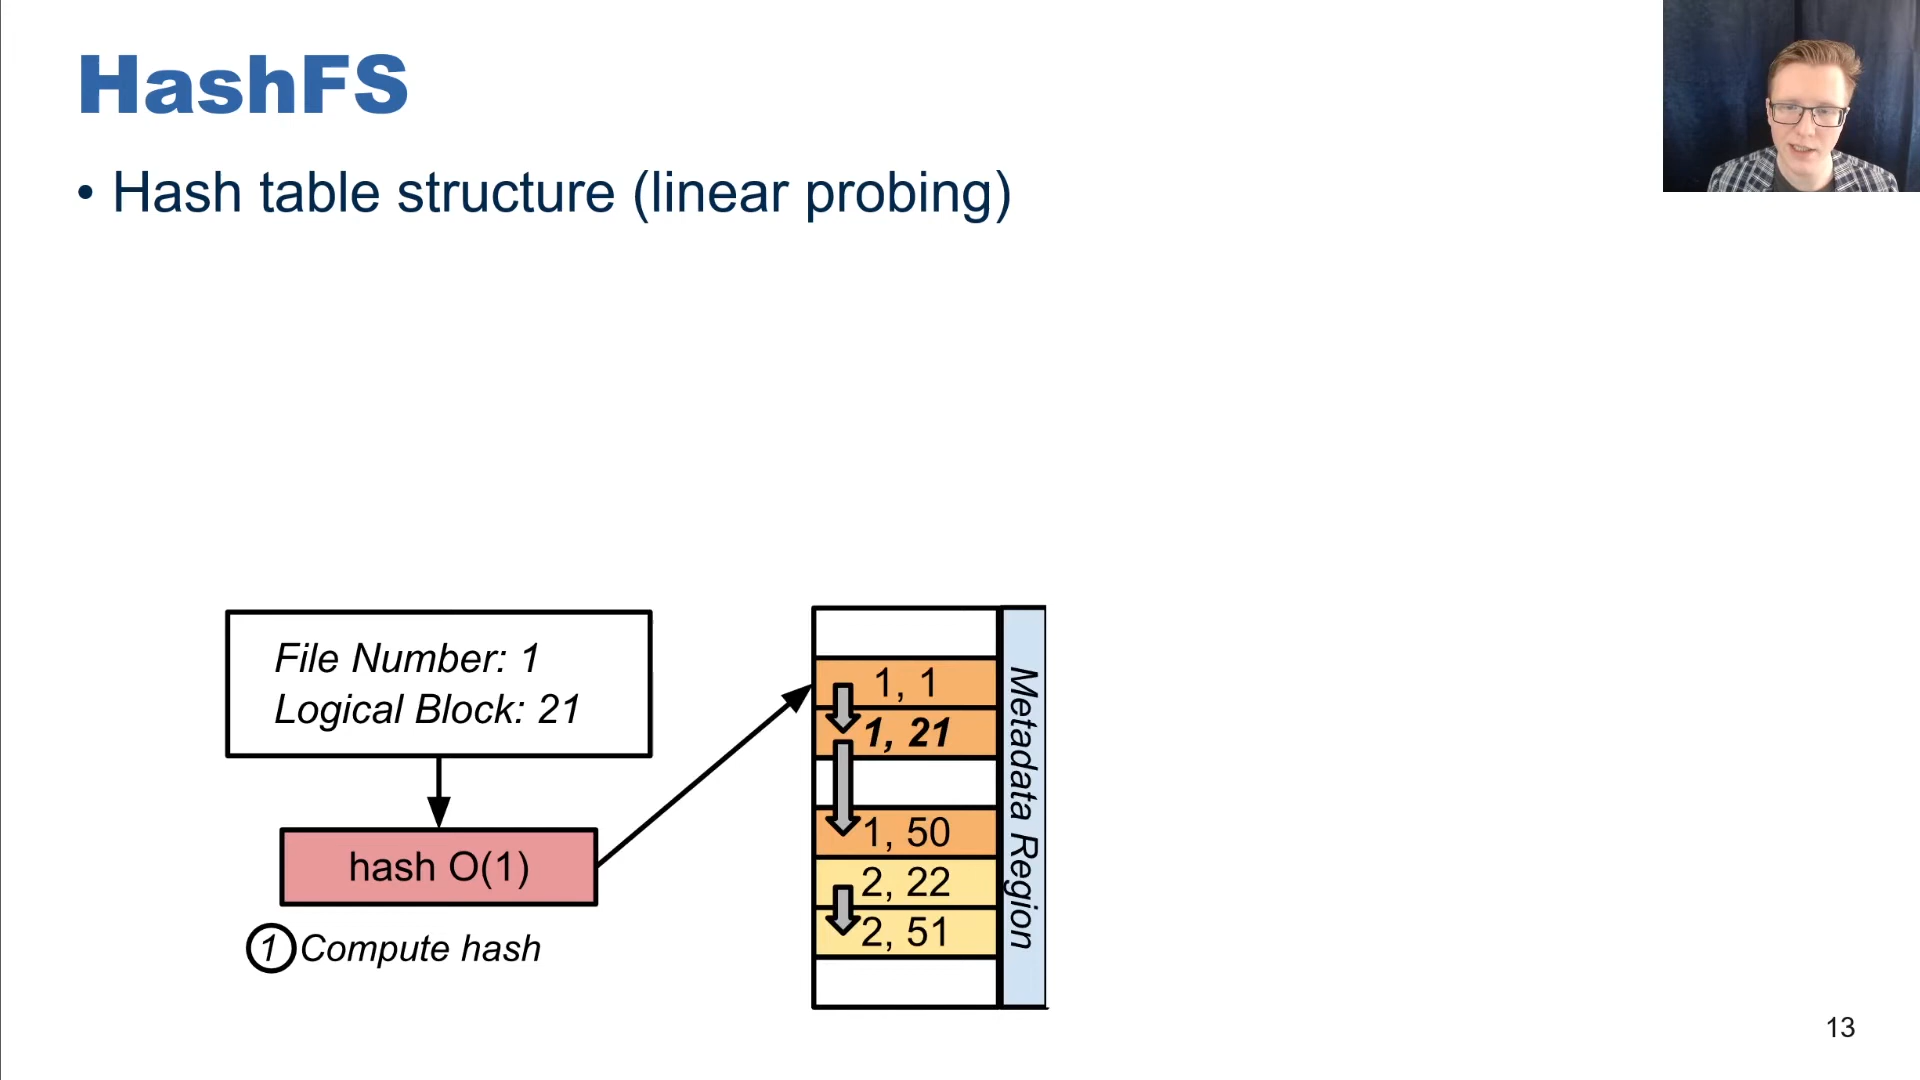 HashFS
• Hash table structure (linear probing)
File Number: 1
Logical Block: 21
hash O(1)
1 Compute hash
1, 1
1, 21
1, 50
2, 22
2, 51
Metadata Region
13